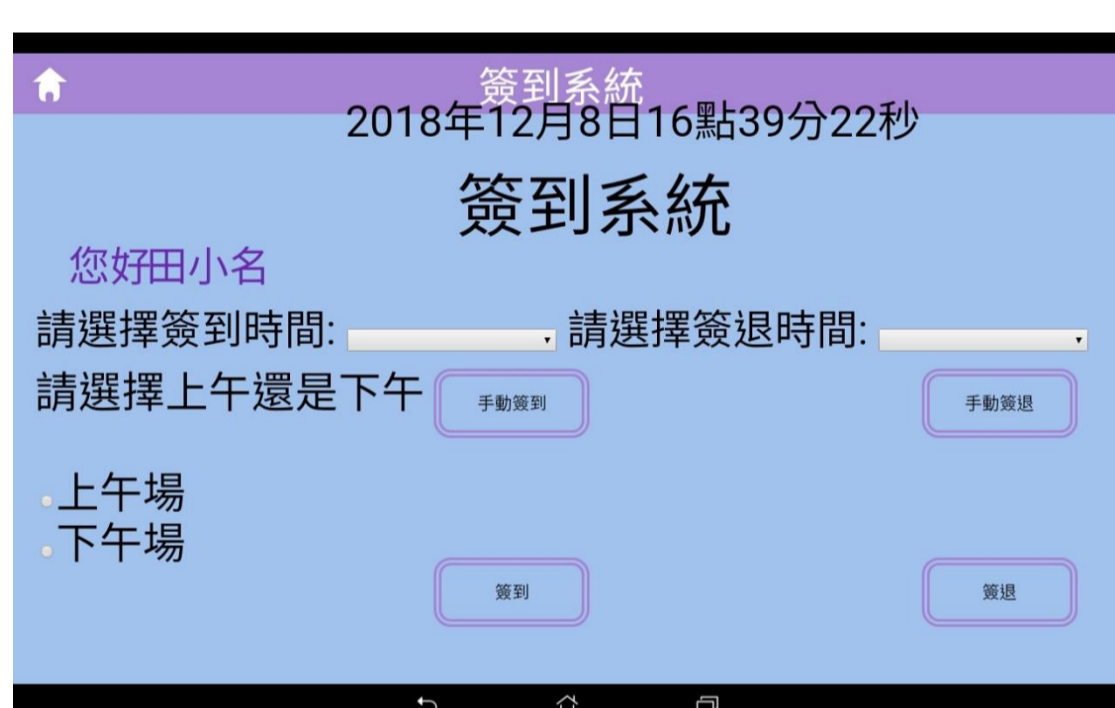 簽到系統
2018年12月8日16點39分22秒
簽到系統
您好田小名
請選擇簽到時間: 請選擇簽退時間:
請選擇上午還是下午 手動簽到 手動簽退
上午場
下午場
簽到 簽退